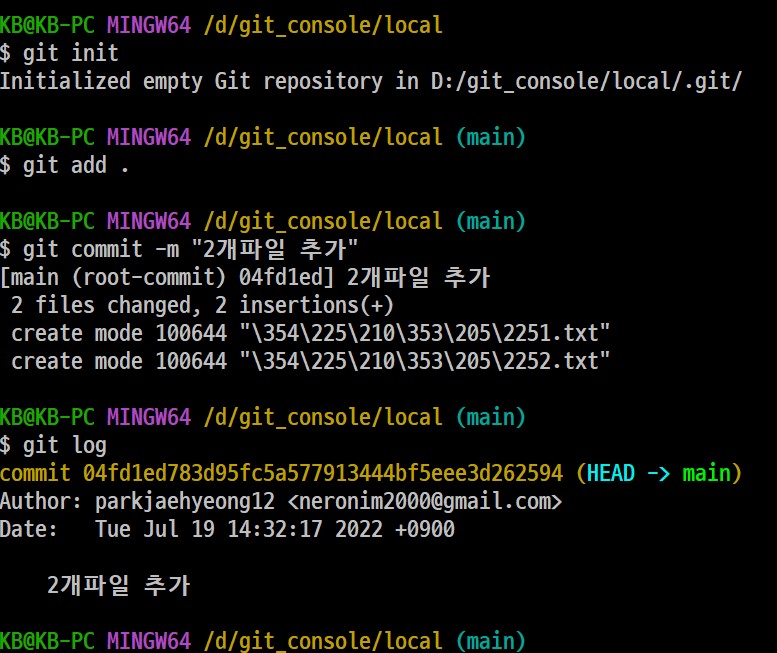 KB@KB-PC MINGW64 /d/git_console/local
$ git init
Initialized empty Git repository in D:/git_console/local/.git/
KB@KB-PC MINGW64 /d/git_console/local (main)
$ git add .
KB@KB-PC MINGW64 /d/git_console/local (main)
$ git commit -m "2개파일 추가"
[main (root-commit) 04fd1ed] 2개파일 추가
 2 files changed, 2 insertions(+)
 create mode 100644 "\354\225\210\353\205\2251.txt"
 create mode 100644 "\354\225\210\353\205\2252.txt"
KB@KB-PC MINGW64 /d/git_console/local (main)
$ git log
commit 04fd1ed783d95fc5a577913444bf5eee3d262594 (HEAD -> main)
Author: parkjaehyeong12 <neronim2000@gmail.com>
Date:   Tue Jul 19 14:32:17 2022 +0900
    2개파일 추가
KB@KB-PC MINGW64 /d/git_console/local (main)